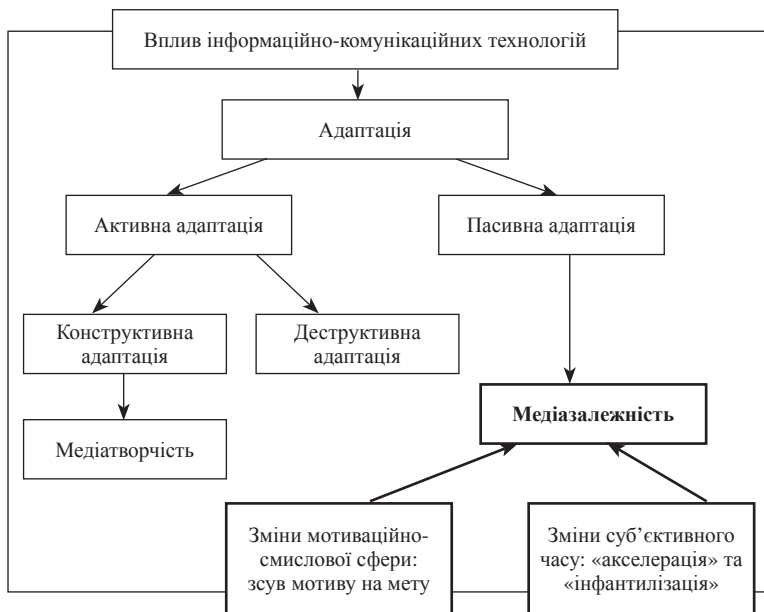 Вплив інформаційно-комунікаційних технологій
Адаптація
Активна адаптація
Пасивна адаптація
Конструктивна
адаптація
Деструктивна
адаптація
Медіазалежність
Медіатворчість
Зміни мотиваційно-
смислової сфери:
зсув мотиву на мету
Зміни суб’єктивного
часу: «акселерація» та
«інфантилізація»